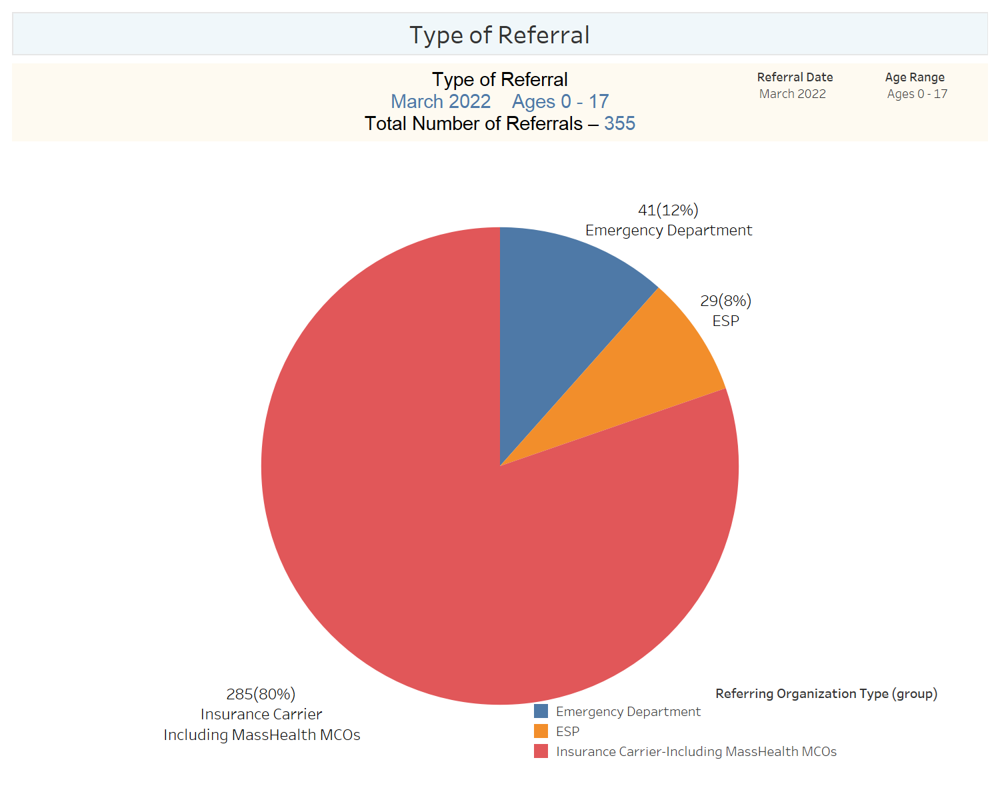 Type of Referral
Type of Referral
March 2022 Ages 0 - 17
Total Number of Referrals – 355
Referral Date
March 2022
Age Range
Ages 0 - 17
41(12%)
Emergency Department
29(8%)
ESP
285(80%)
Insurance Carrier
Including MassHealth MCOs
Referring Organization Type (group)
Emergency Department
ESP
Insurance Carrier-Including MassHealth MCOs